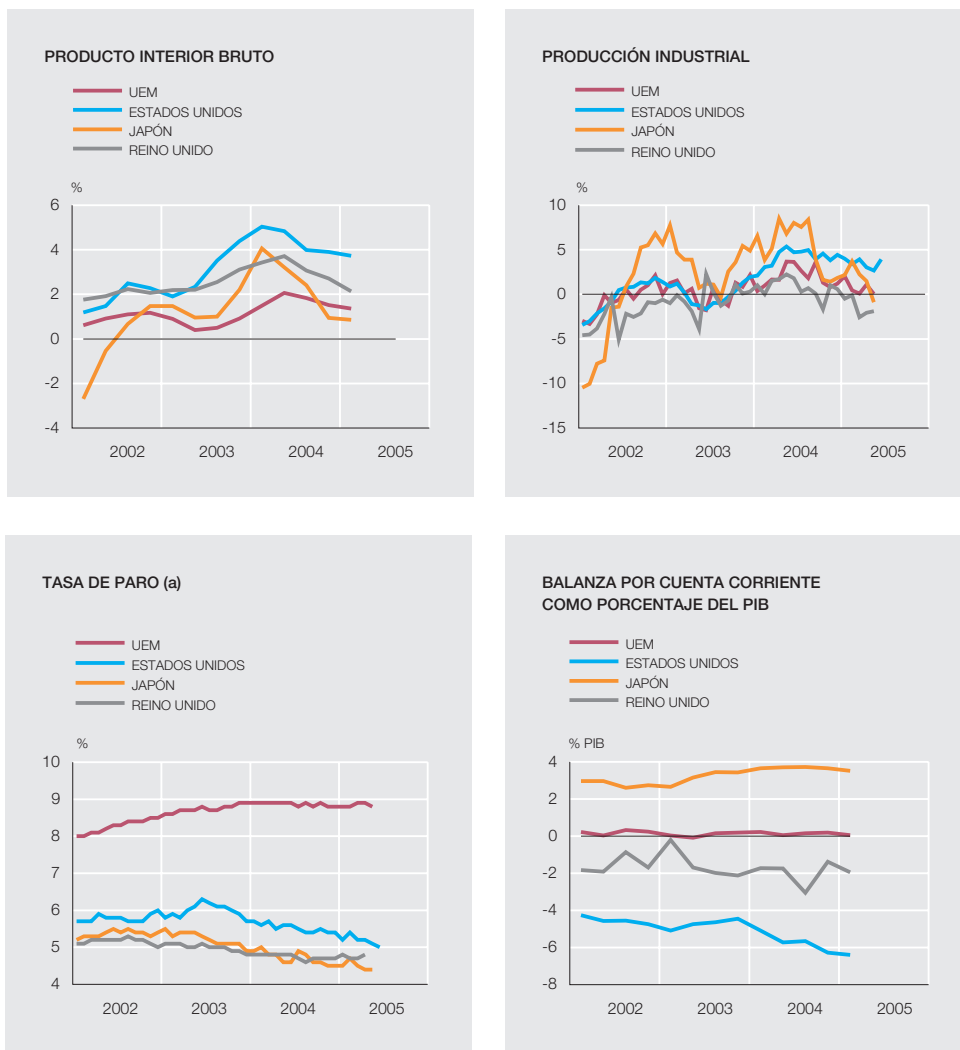 PRODUCTO INTERIOR BRUTO
UEM
ESTADOS UNIDOS
JAPÓN
REINO UNIDO
%
6
4
2
0
-2
-4
2002 2003 2004 2005
PRODUCCIÓN INDUSTRIAL
UEM
ESTADOS UNIDOS
JAPÓN
REINO UNIDO
%
10
5
0
-5
-10
-15
2002 2003 2004 2005
TASA DE PARO (a)
UEM
ESTADOS UNIDOS
JAPÓN
REINO UNIDO
%
10
9
8
7
6
5
4
2002 2003 2004 2005
BALANZA POR CUENTA CORRIENTE
COMO PORCENTAJE DEL PIB
UEM
ESTADOS UNIDOS
JAPÓN
REINO UNIDO
% PIB
4
2
0
-2
-4
-6
-8
2002 2003 2004 2005